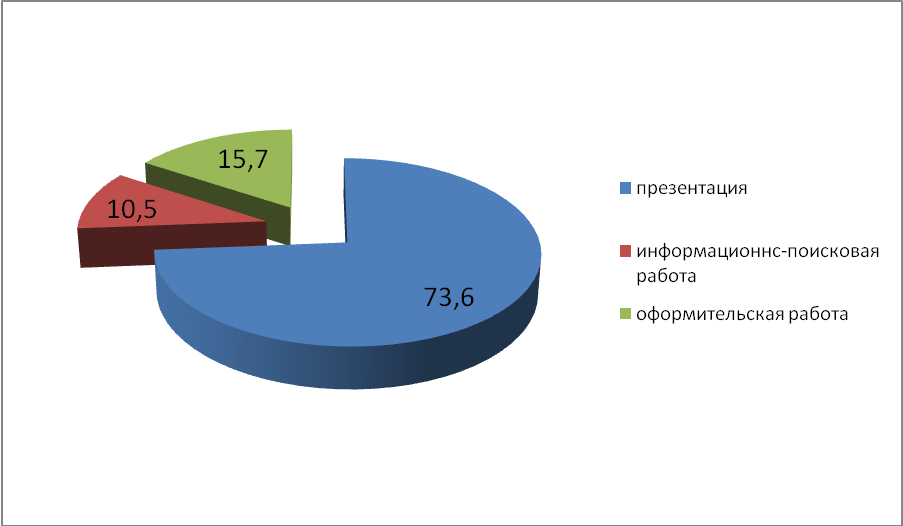 15,7
10,5
73,6
презентация
информационнс-поисковая
работа
оформительская работа